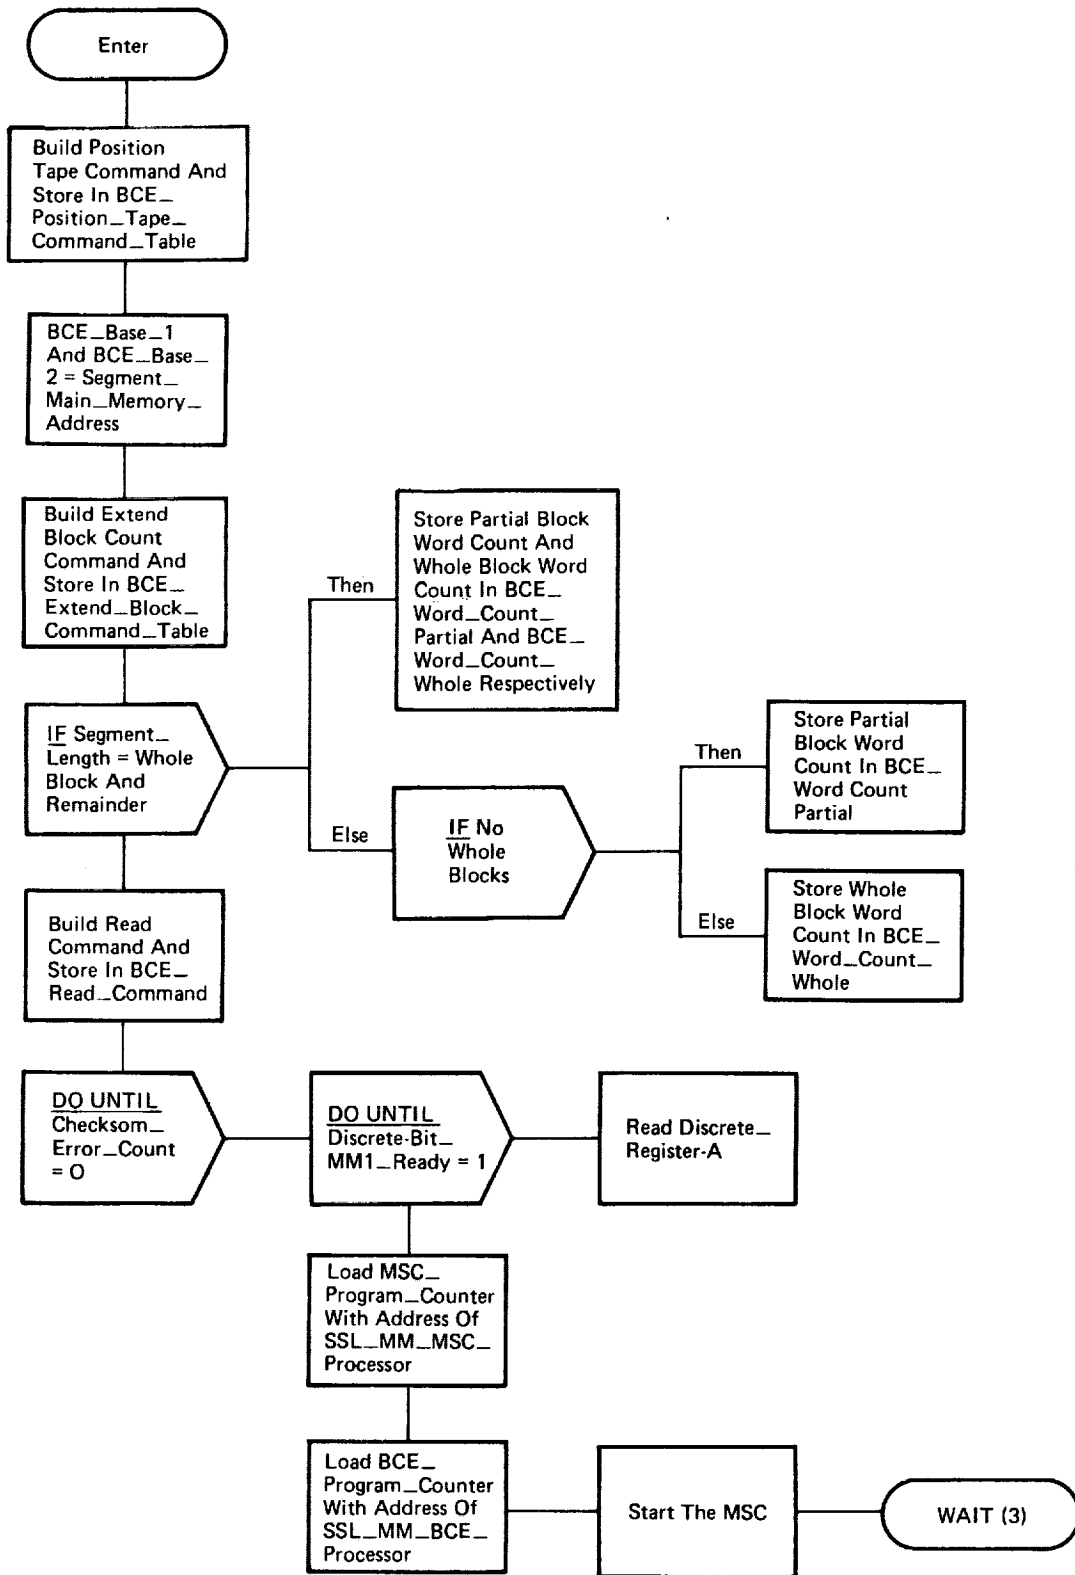 Enter
Build Position
Tape Command And
Store In BCE_
Position_Tape_
Command_Table
BCE_Base_1
And BCE_Base_
2 = Segment_
Main_Memory_
Address
Build Extend
Block Count
Command And
Store In BCE_
Extend_Block_
Command_Table
IF Segment_
Length = Whole
Block And
Remainder
Then
Store Partial Block
Word Count And
Whole Block Word
Count In BCE_
Word_Count_
Partial And BCE_
Word_Count_
Whole Respectively
Else
IF No
Whole
Blocks
Then
Store Partial
Block Word
Count In BCE_
Word Count
Partial
Else
Store Whole
Block Word
Count In BCE_
Word_Count_
Whole
Build Read
Command And
Store In BCE_
Read_Command
DO UNTIL
Checksom_
Error_Count
= O
DO UNTIL
Discrete-Bit_
MM1_Ready = 1
Read Discrete_
Register-A
Load MSC_
Program_Counter
With Address Of
SSL_MM_MSC_
Processor
Load BCE_
Program_Counter
With Address Of
SSL_MM_BCE_
Processor
Start The MSC
WAIT (3)